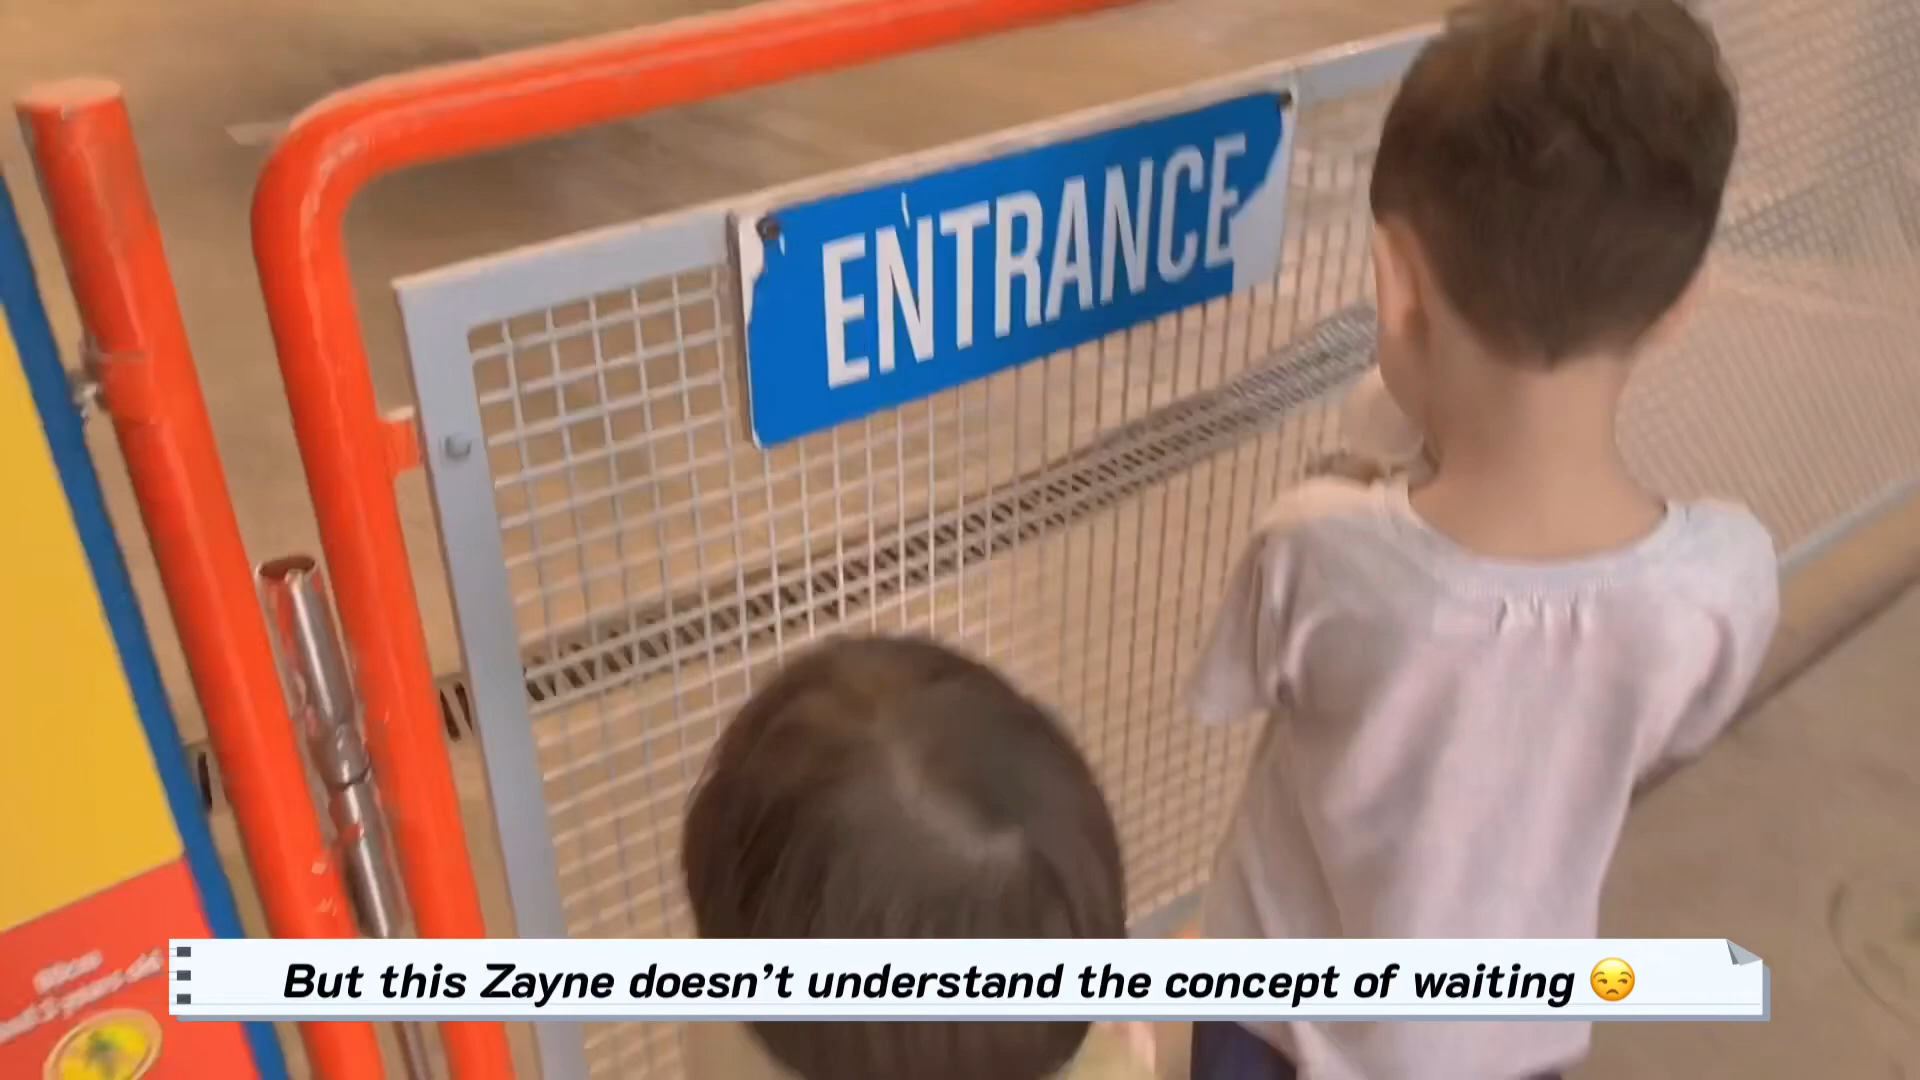 ENTRANCE
But this Zayne doesn't understand the concept of waiting 😒